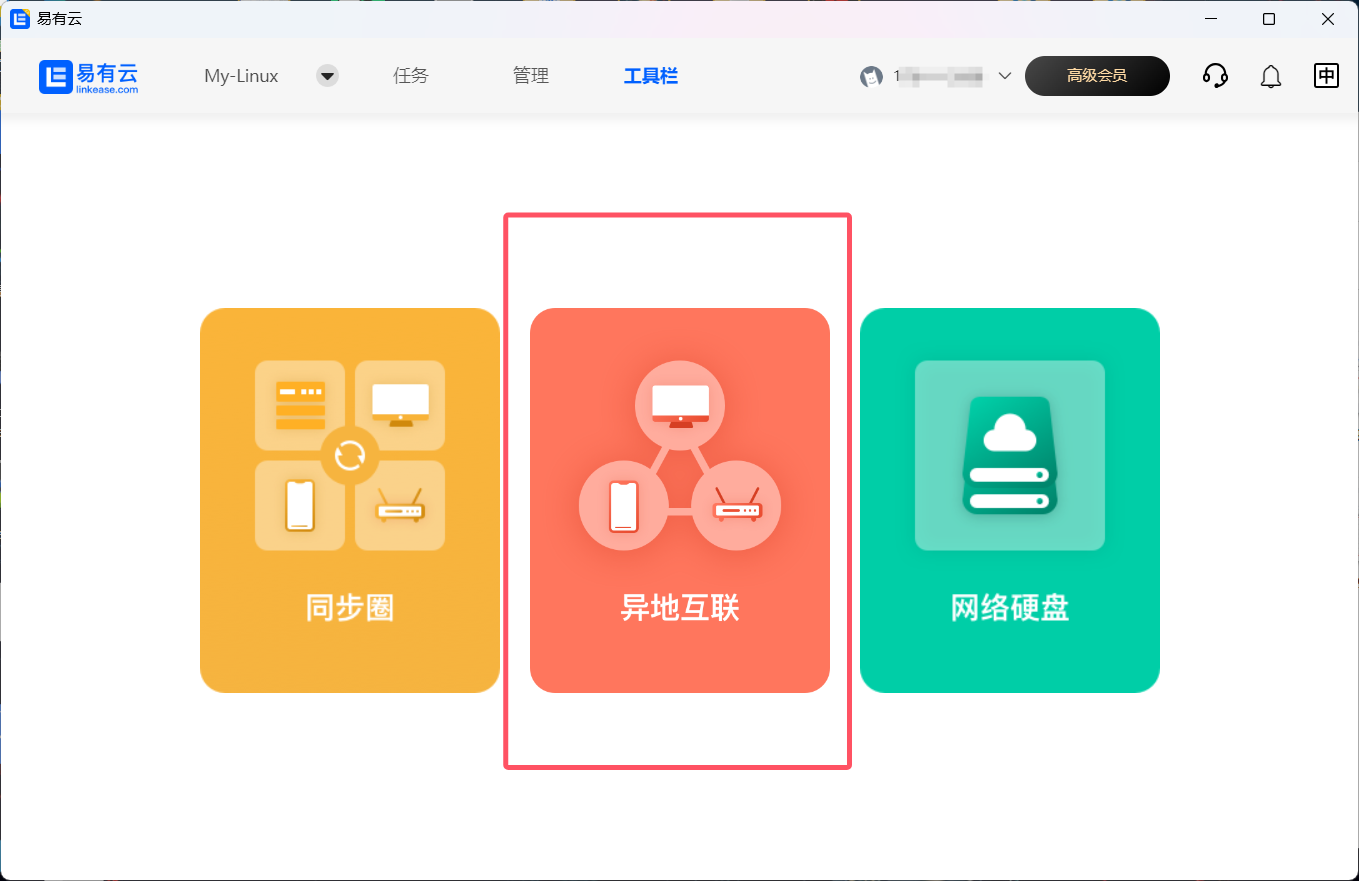 易有云
易有云
linkease.com
My-Linux
任务
管理
工具栏
1
高级会员
中
同步圈
异地互联
网络硬盘